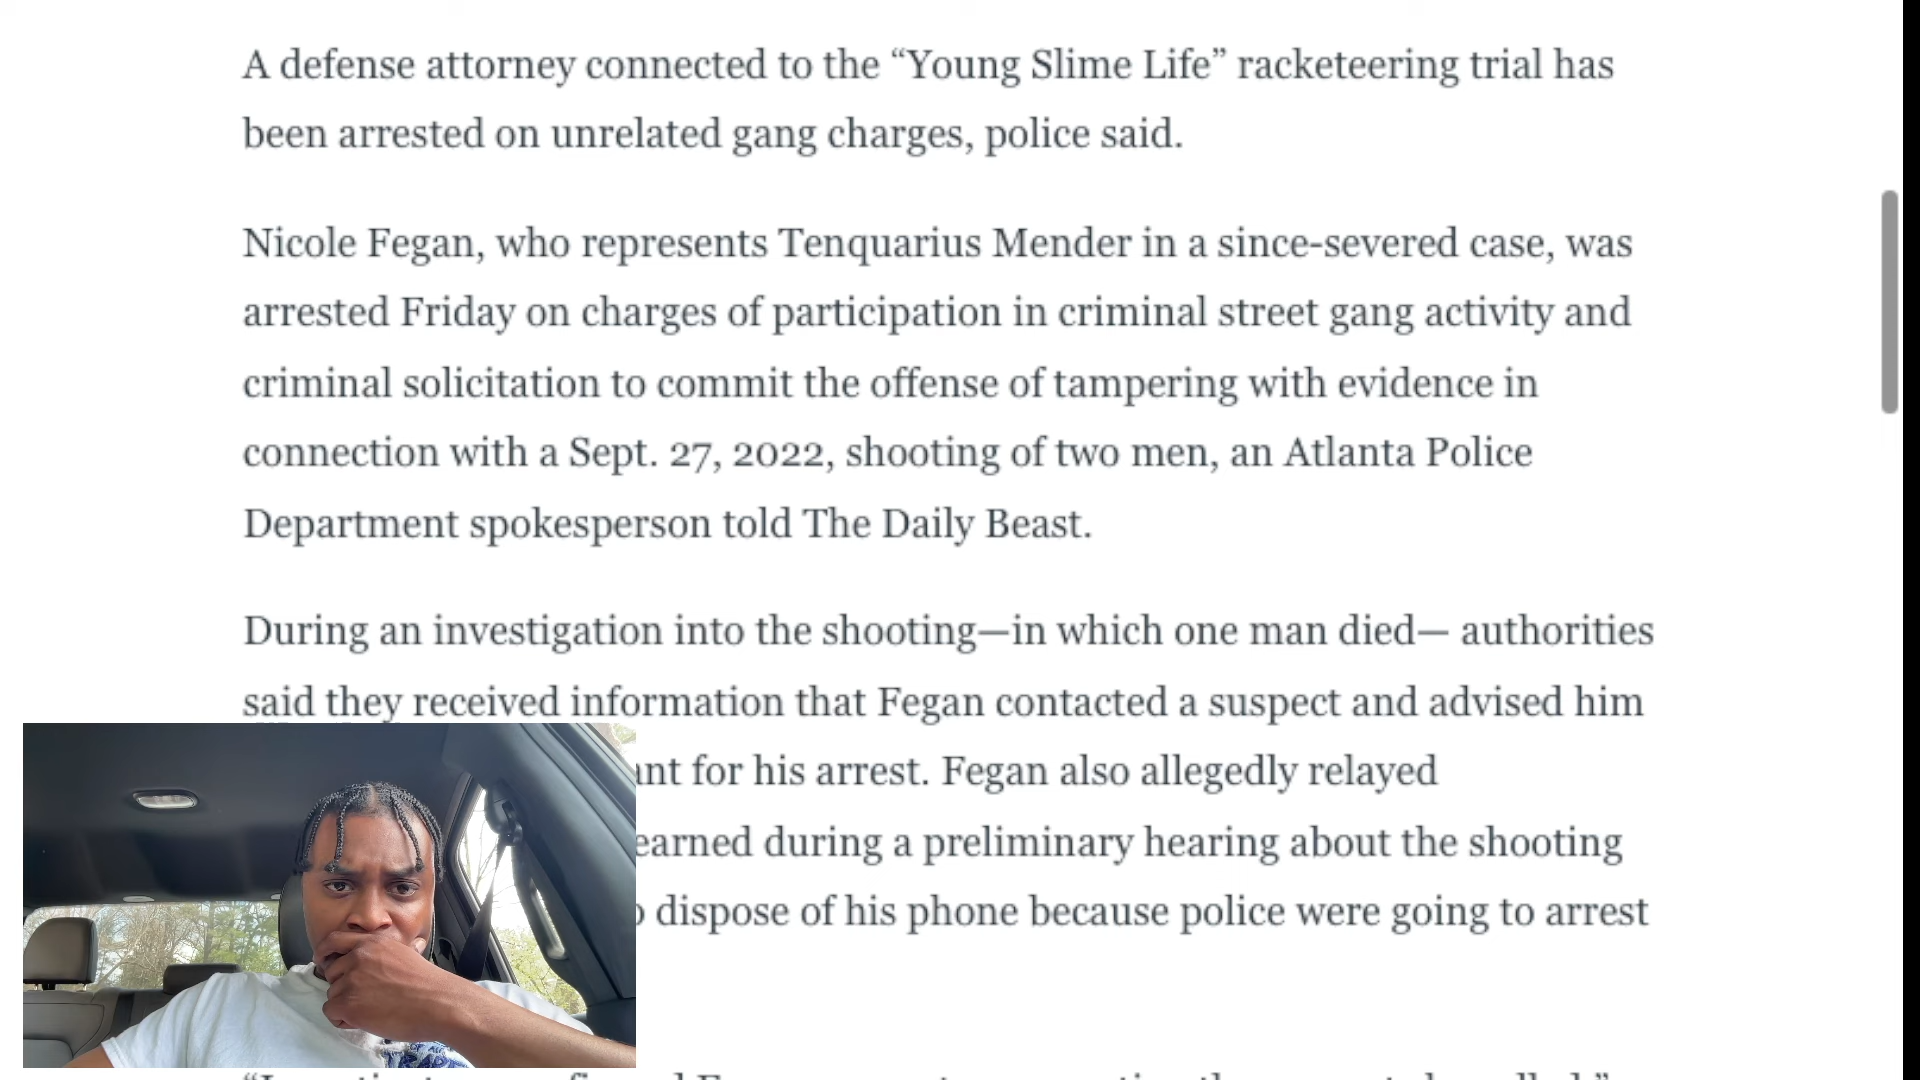 A defense attorney connected to the “Young Slime Life” racketeering trial has
been arrested on unrelated gang charges, police said.
Nicole Fegan, who represents Tenquarius Mender in a since-severed case, was
arrested Friday on charges of participation in criminal street gang activity and
criminal solicitation to commit the offense of tampering with evidence in
connection with a Sept. 27, 2022, shooting of two men, an Atlanta Police
Department spokesperson told The Daily Beast.
During an investigation into the shooting—in which one man died— authorities
said they received information that Fegan contacted a suspect and advised him
for his arrest. Fegan also allegedly relayed
during a preliminary hearing about the shooting
dispose of his phone because police were going to arrest